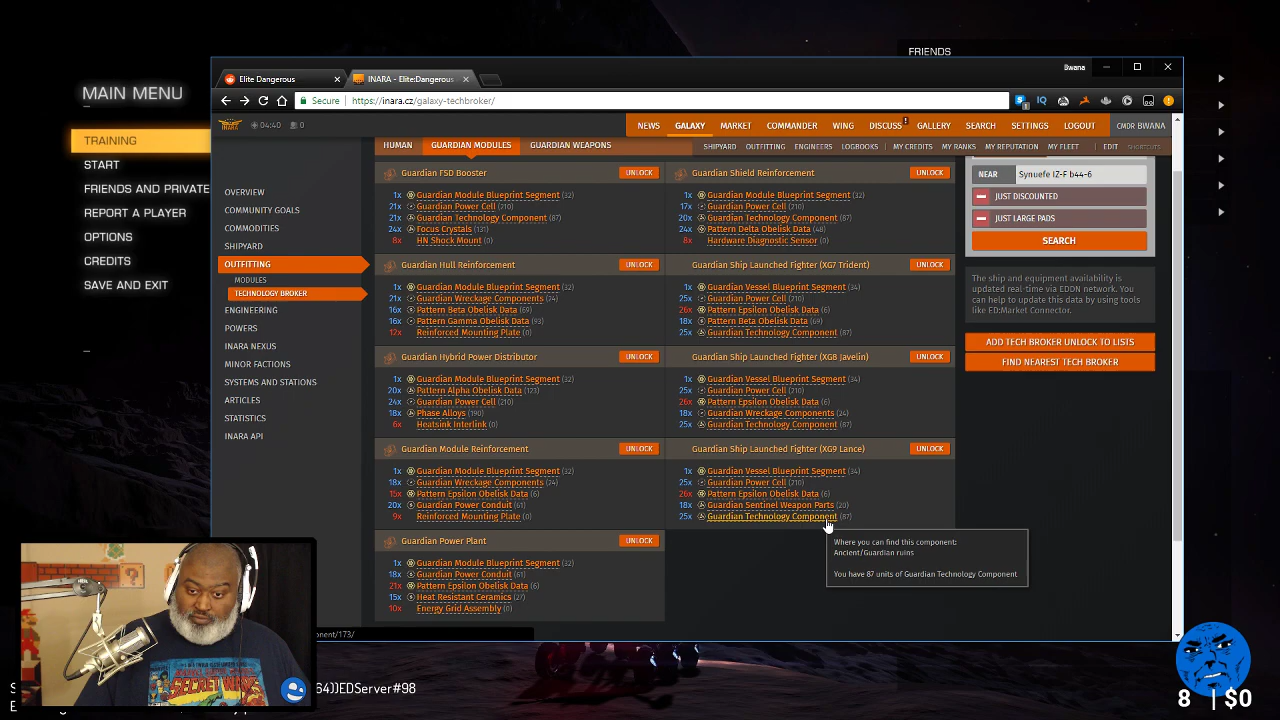 FRIENDS
MAIN MENU
TRAINING
START
FRIENDS AND PRIVATE
REPORT A PLAYER
OPTIONS
CREDITS
SAVE AND EXIT
Elite Dangerous
INARA - Elite:Dangerous
Bwana
Secure
https://inara.cz/galaxy-techbroker/
INARA
04:40
0
NEWS
GALAXY
MARKET
COMMANDER
WING
DISCUSS
GALLERY
SEARCH
SETTINGS
LOGOUT
CMDR BWANA
HUMAN
GUARDIAN MODULES
GUARDIAN WEAPONS
SHIPYARD
OUTFITTING
ENGINEERS
LOGBOOKS
MY CREDITS
MY RANKS
MY REPUTATION
MY FLEET
EDIT
SHORTCUTS
OVERVIEW
COMMUNITY GOALS
COMMODITIES
SHIPYARD
OUTFITTING
MODULES
TECHNOLOGY BROKER
ENGINEERING
POWERS
INARA NEXUS
MINOR FACTIONS
SYSTEMS AND STATIONS
ARTICLES
STATISTICS
INARA API
Guardian FSD Booster
UNLOCK
1x Guardian Module Blueprint Segment (32)
21x Guardian Power Cell (210)
21x Guardian Technology Component (87)
24x Focus Crystals (131)
8x HN Shock Mount (0)
Guardian Hull Reinforcement
UNLOCK
1x Guardian Module Blueprint Segment (32)
21x Guardian Wreckage Components (24)
16x Pattern Beta Obelisk Data (69)
16x Pattern Gamma Obelisk Data (93)
12x Reinforced Mounting Plate (0)
Guardian Hybrid Power Distributor
UNLOCK
1x Guardian Module Blueprint Segment (32)
20x Pattern Alpha Obelisk Data (123)
24x Guardian Power Cell (210)
18x Phase Alloys (190)
6x Heatsink Interlink (0)
Guardian Module Reinforcement
UNLOCK
1x Guardian Module Blueprint Segment (32)
18x Guardian Wreckage Components (24)
15x Pattern Epsilon Obelisk Data (6)
20x Guardian Power Conduit (61)
9x Reinforced Mounting Plate (0)
Guardian Power Plant
UNLOCK
1x Guardian Module Blueprint Segment (32)
18x Guardian Power Conduit (61)
21x Pattern Epsilon Obelisk Data (6)
15x Heat Resistant Ceramics (27)
10x Energy Grid Assembly (0)
Guardian Shield Reinforcement
UNLOCK
1x Guardian Module Blueprint Segment (32)
17x Guardian Power Cell (210)
20x Guardian Technology Component (87)
24x Pattern Delta Obelisk Data (48)
8x Hardware Diagnostic Sensor (0)
Guardian Ship Launched Fighter (XG7 Trident)
UNLOCK
1x Guardian Vessel Blueprint Segment (34)
25x Guardian Power Cell (210)
26x Pattern Epsilon Obelisk Data (6)
18x Pattern Beta Obelisk Data (69)
25x Guardian Technology Component (87)
Guardian Ship Launched Fighter (XG8 Javelin)
UNLOCK
1x Guardian Vessel Blueprint Segment (34)
25x Guardian Power Cell (210)
26x Pattern Epsilon Obelisk Data (6)
18x Guardian Wreckage Components (24)
25x Guardian Technology Component (87)
Guardian Ship Launched Fighter (XG9 Lance)
UNLOCK
1x Guardian Vessel Blueprint Segment (34)
25x Guardian Power Cell (210)
26x Pattern Epsilon Obelisk Data (6)
18x Guardian Sentinel Weapon Parts (20)
25x Guardian Technology Component (87)
Where you can find this component:
Ancient/Guardian ruins
You have 87 units of Guardian Technology Component
NEAR
Synuefe IZ-F b44-6
JUST DISCOUNTED
JUST LARGE PADS
SEARCH
The ship and equipment availability is
updated real-time via EDDN network. You
can help to update this data by using tools
like ED:Market Connector.
ADD TECH BROKER UNLOCK TO LISTS
FIND NEAREST TECH BROKER
onent/173/
64)]EDServer#98
SECRET WARS
8 | $0